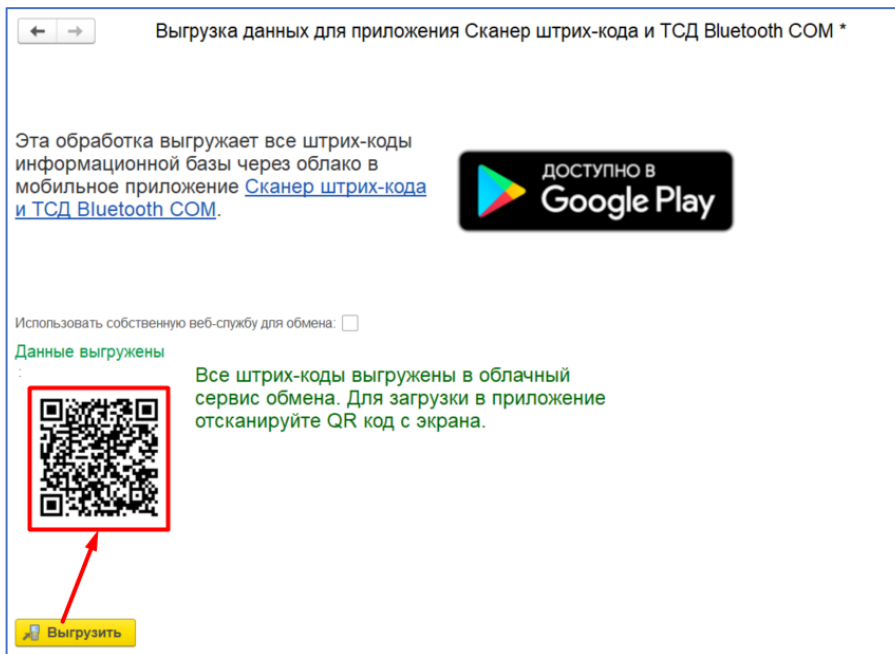 Выгрузка данных для приложения Сканер штрих-кода и ТСД Bluetooth COM *
Эта обработка выгружает все штрих-коды
информационной базы через облако в
мобильное приложение Сканер штрих-кода
и ТСД Bluetooth COM.
ДОСТУПНО В
Google Play
Использовать собственную веб-службу для обмена:
Данные выгружены
:
Все штрих-коды выгружены в облачный
сервис обмена. Для загрузки в приложение
отсканируйте QR код с экрана.
Выгрузить